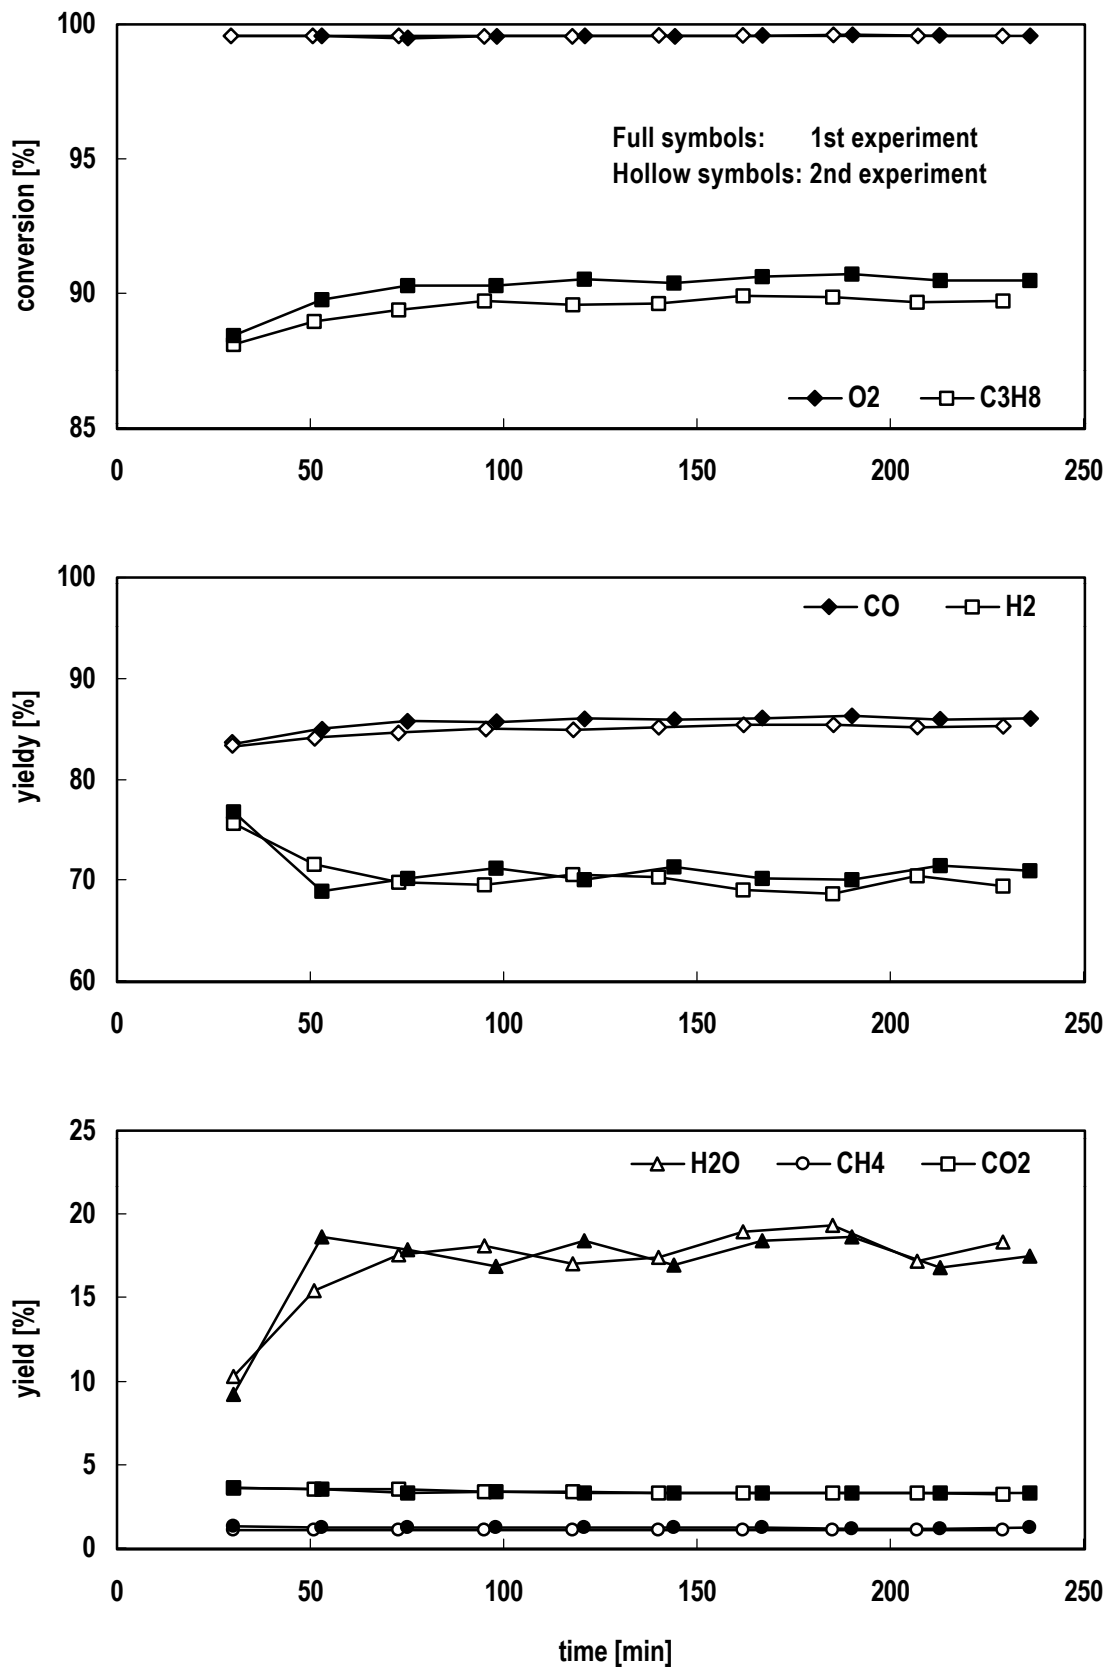 100
95
90
85
conversion [%]
Full symbols: 1st experiment
Hollow symbols: 2nd experiment
O2 C3H8
0 50 100 150 200 250
100
90
80
70
60
yieldy [%]
CO H2
0 50 100 150 200 250
25
20
15
10
5
0
yield [%]
H2O CH4 CO2
0 50 100 150 200 250
time [min]